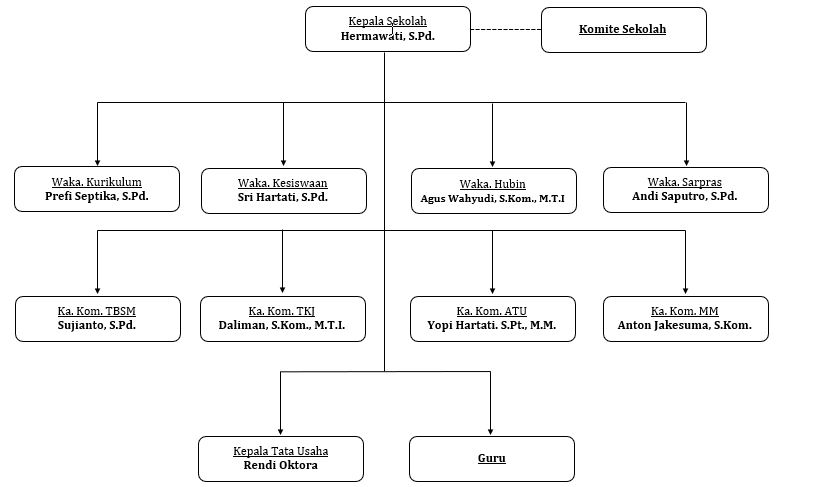 Kepala Sekolah
Hermawati, S.Pd.
Komite Sekolah
Waka. Kurikulum
Prefi Septika, S.Pd.
Waka. Kesiswaan
Sri Hartati, S.Pd.
Waka. Hubin
Agus Wahyudi, S.Kom., M.T.I
Waka. Sarpras
Andi Saputro, S.Pd.
Ka. Kom. TBSM
Sujianto, S.Pd.
Ka. Kom. TKJ
Daliman, S.Kom., M.T.I.
Ka. Kom. ATU
Yopi Hartati. S.Pt., M.M.
Ka. Kom. MM
Anton Jakesuma, S.Kom.
Kepala Tata Usaha
Rendi Oktora
Guru